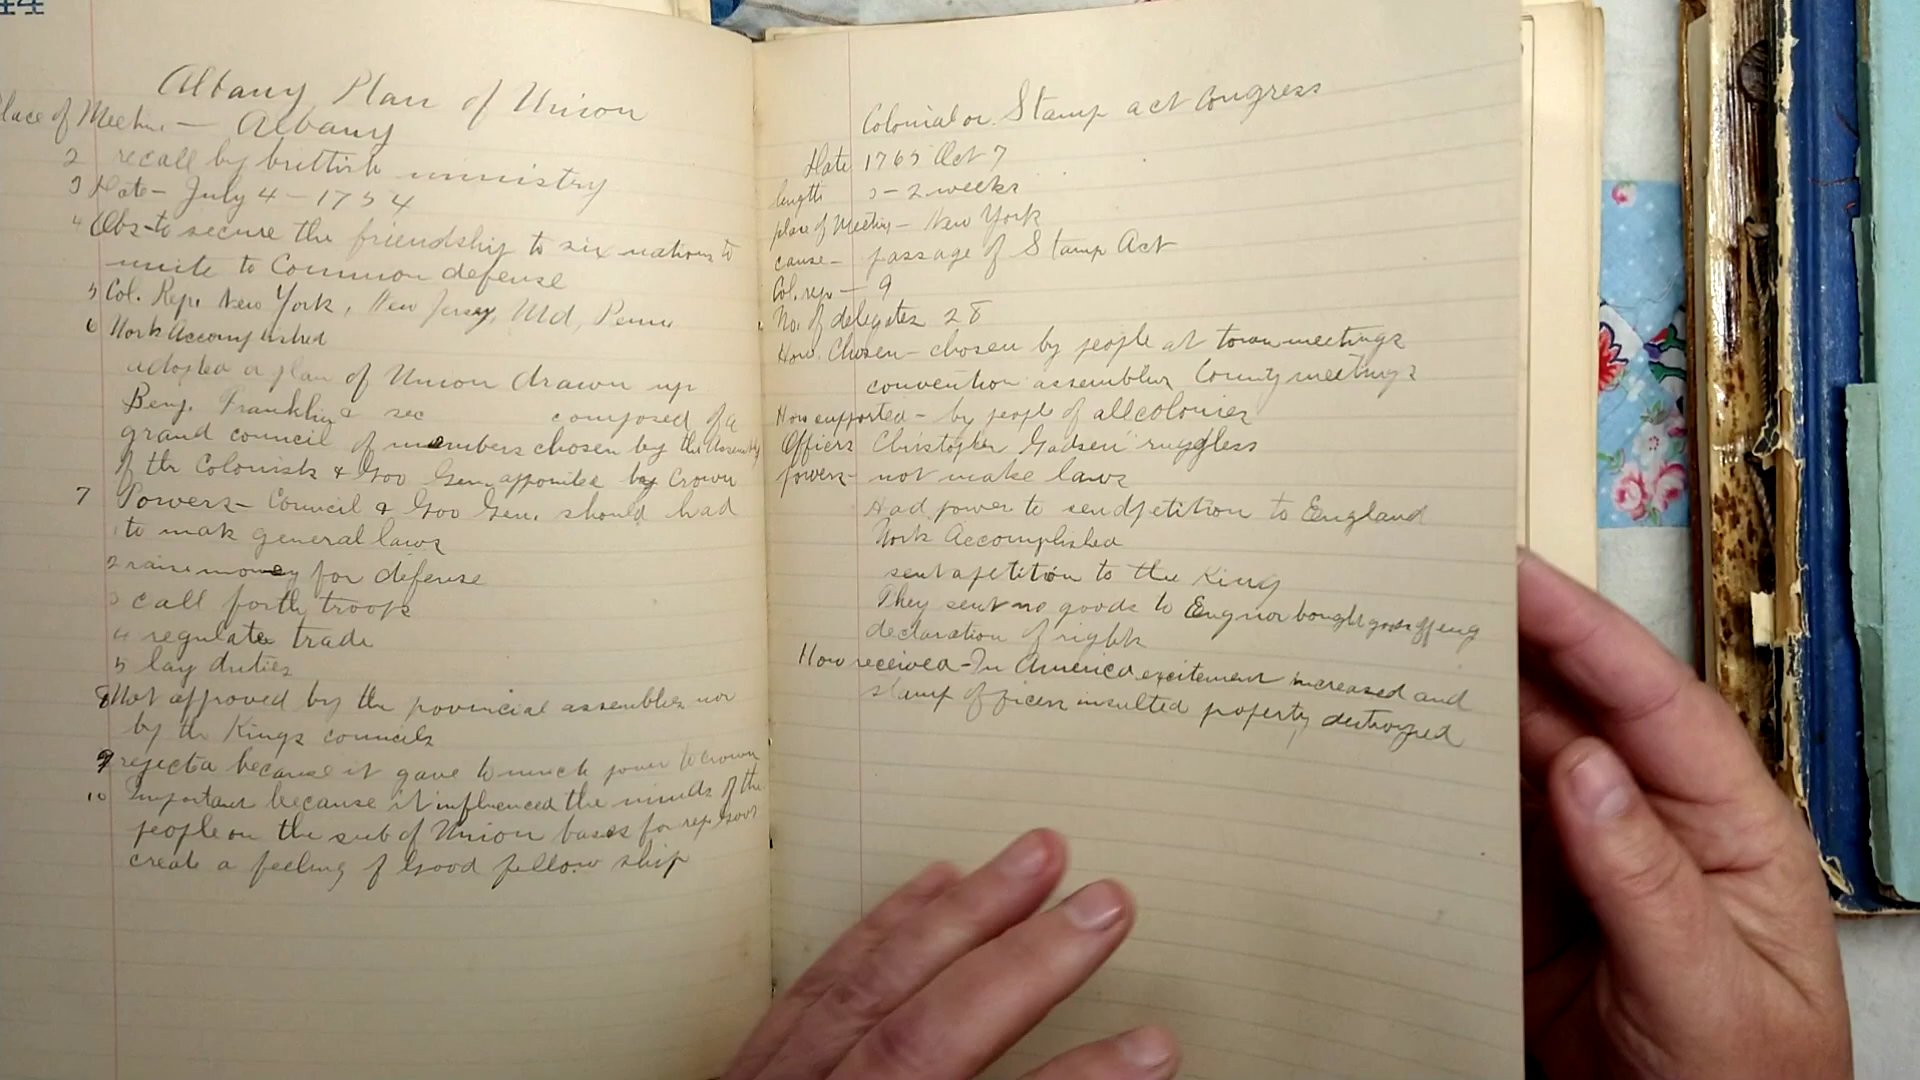 Albany Plan of Union
lace of Meetin — Albany
2 recall by brittish ministry
3 Date — July 4 — 1754
4 Obs - to secure the friendship to six nations to
unite to Common defense
5 Col. Rep. New York, New Jersey, Md, Penn
6 Work Accomplished
adopted a plan of Union drawn up
Benj. Franklin a sec composed of a
grand council of members chosen by the
of the Colonists & Gov Gen. appointed by Crown
7 Powers — Council & Gov Gen. should had
1 to mak general laws
2 raise money for defense
3 call forth troops
4 regulate trade
5 lay duties
8 Not approved by the provincial assemblies nor
by the Kings councils
9 rejected because it gave to much power to crown
10 Important because it influenced the minds of the
people on the sub of Union basis for rep
create a feeling of Good fellow ship
Colonial or Stamp act Congress
Date 1765 Oct 7
length 2 weeks
place of Meeting — New York
cause — passage of Stamp Act
Col. rep — 9
No. of delegates 28
How Chosen — chosen by people at town meetings
convention assemblies County meetings
How supported — by people of all colonies
Officers Christopher Gadsen ruggless
powers — not make laws
Had power to send petition to England
Work Accomplished
sent a petition to the King
They sent no goods to Eng nor bought goods of eng
declaration of rights
How received — In America excitement increased and
stamp officers insulted property destroyed